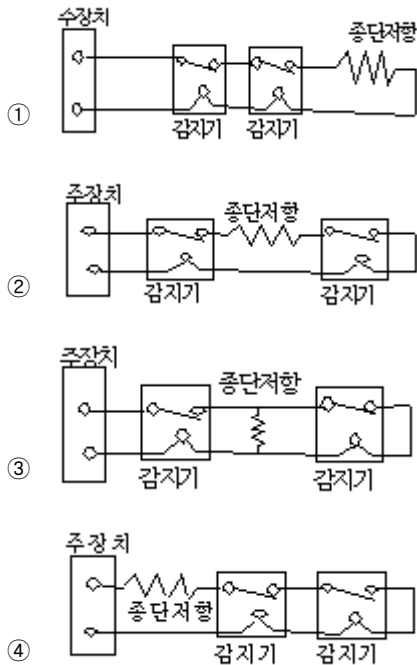 수장치
종단저항
①
감지기 감지기
주장치
종단저항
②
감지기 감지기
주장치
종단저항
③
감지기 감지기
주장치
종단저항
④
감지기 감지기